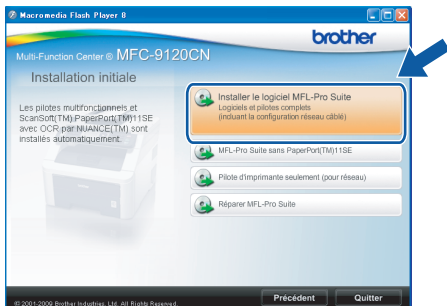 Macromedia Flash Player 8
brother
Multi-Function Center ® MFC-9120CN
Installation initiale
Les pilotes multifonctionnels et
ScanSoft(TM) PaperPort(TM)11SE
avec OCR par NUANCE(TM) sont
installés automatiquement.
Installer le logiciel MFL-Pro Suite
Logiciels et pilotes complets
(incluant la configuration réseau câblé)
MFL-Pro Suite sans PaperPort(TM)11SE
Pilote d'imprimante seulement (pour réseau)
Réparer MFL-Pro Suite
Précédent
Quitter
© 2001-2009 Brother Industries, Ltd. All Rights Reserved.